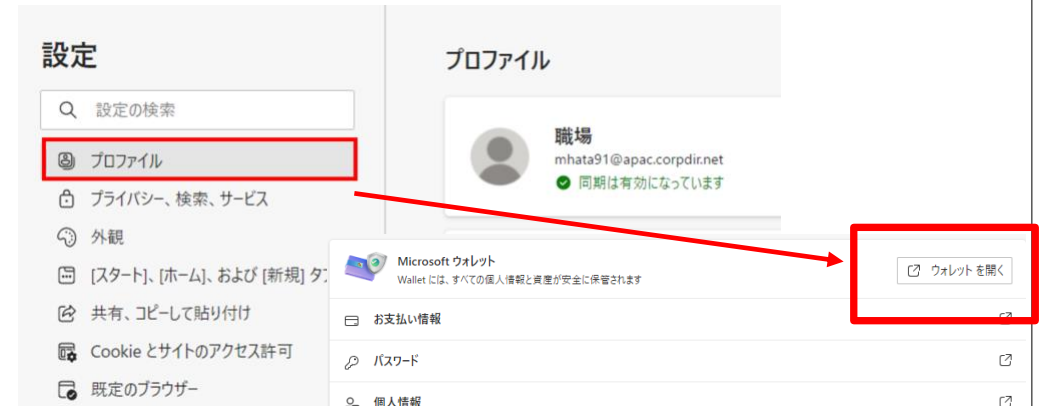 設定
設定の検索
プロファイル
プライバシー、検索、サービス
外観
[スタート]、[ホーム]、および [新規] タブ
共有、コピーして貼り付け
Cookie とサイトのアクセス許可
既定のブラウザー
プロファイル
職場
mhata91@apac.corpdir.net
同期は有効になっています
Microsoft ウォレット
Wallet には、すべての個人情報と資産が安全に保管されます
ウォレット を開く
お支払い情報
パスワード
個人情報